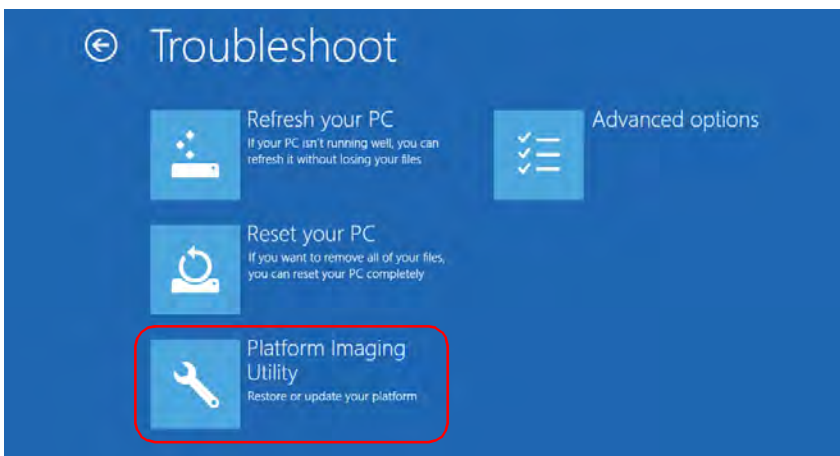 Troubleshoot
Refresh your PC
If your PC isn't running well, you can
refresh it without losing your files
Advanced options
Reset your PC
If you want to remove all of your files,
you can reset your PC completely
Platform Imaging
Utility
Restore or update your platform